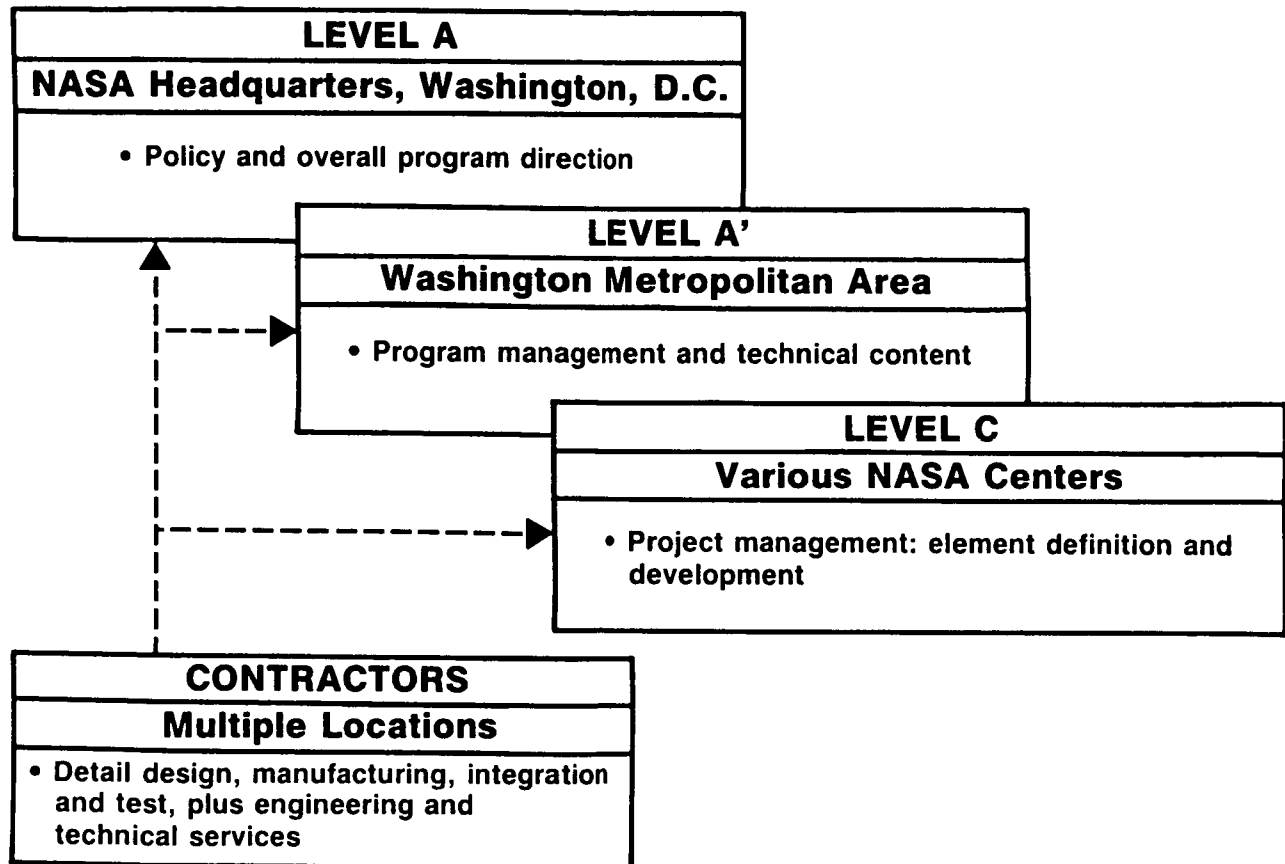 LEVEL A
NASA Headquarters, Washington, D.C.
• Policy and overall program direction
LEVEL A'
Washington Metropolitan Area
• Program management and technical content
LEVEL C
Various NASA Centers
• Project management: element definition and
development
CONTRACTORS
Multiple Locations
• Detail design, manufacturing, integration
and test, plus engineering and
technical services